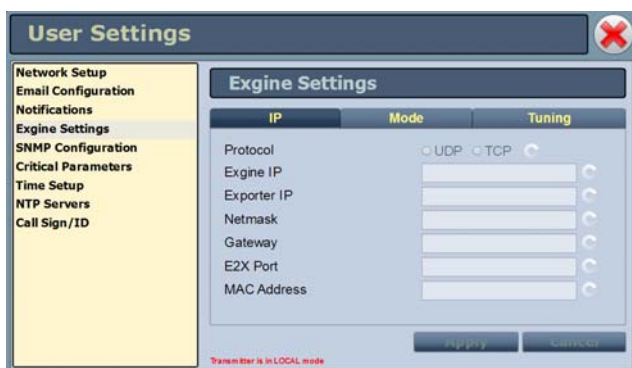 User Settings
Network Setup
Email Configuration
Notifications
Exgine Settings
SNMP Configuration
Critical Parameters
Time Setup
NTP Servers
Call Sign/ID
Exgine Settings
IP Mode Tuning
Protocol UDP TCP
Exgine IP
Exporter IP
Netmask
Gateway
E2X Port
MAC Address
Apply Cancel
Transmitter is in LOCAL mode